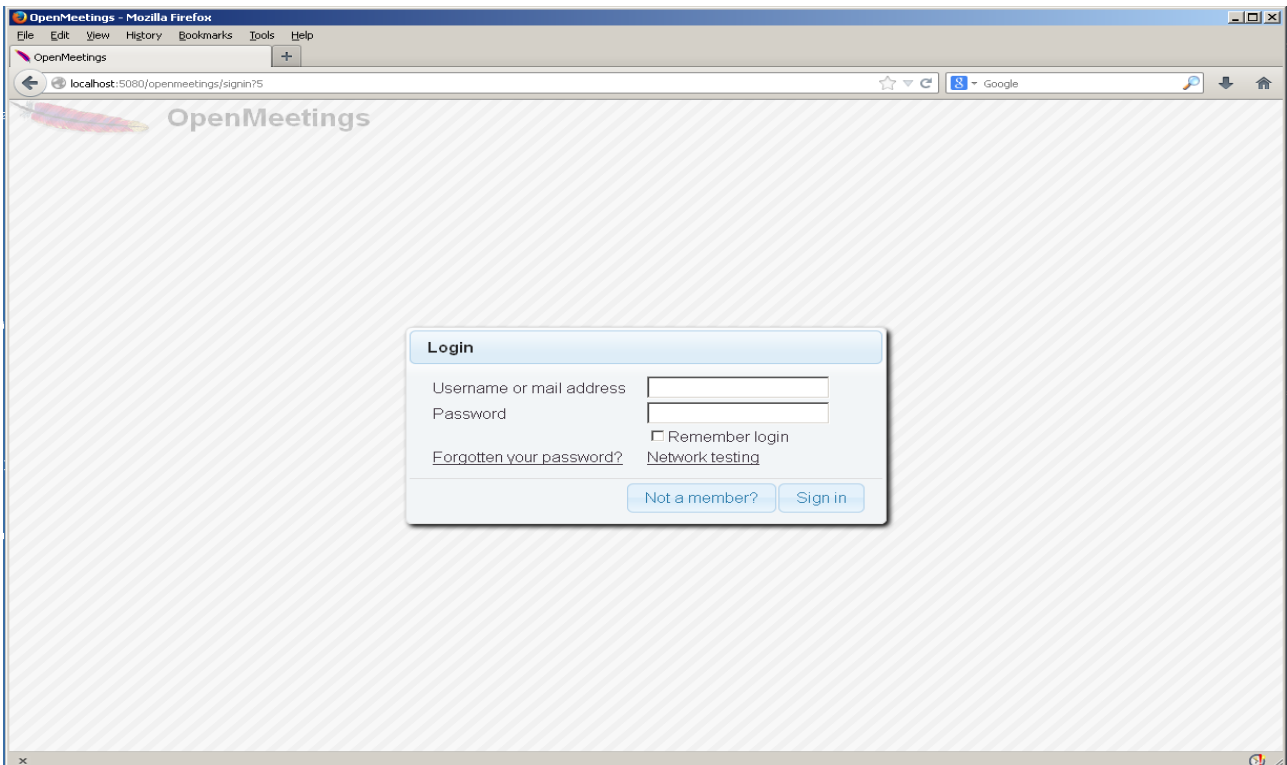 OpenMeetings - Mozilla Firefox
File Edit View History Bookmarks Tools Help
OpenMeetings
localhost:5080/openmeetings/signin?5
8 Google
OpenMeetings
Login
Username or mail address
Password
Remember login
Forgotten your password? Network testing
Not a member? Sign in